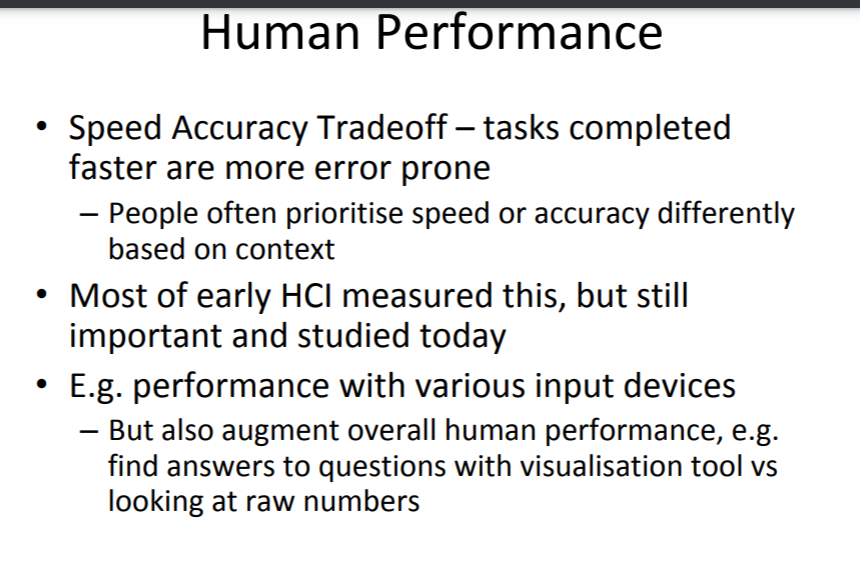 Human Performance
• Speed Accuracy Tradeoff – tasks completed
faster are more error prone
– People often prioritise speed or accuracy differently
based on context
• Most of early HCI measured this, but still
important and studied today
• E.g. performance with various input devices
– But also augment overall human performance, e.g.
find answers to questions with visualisation tool vs
looking at raw numbers